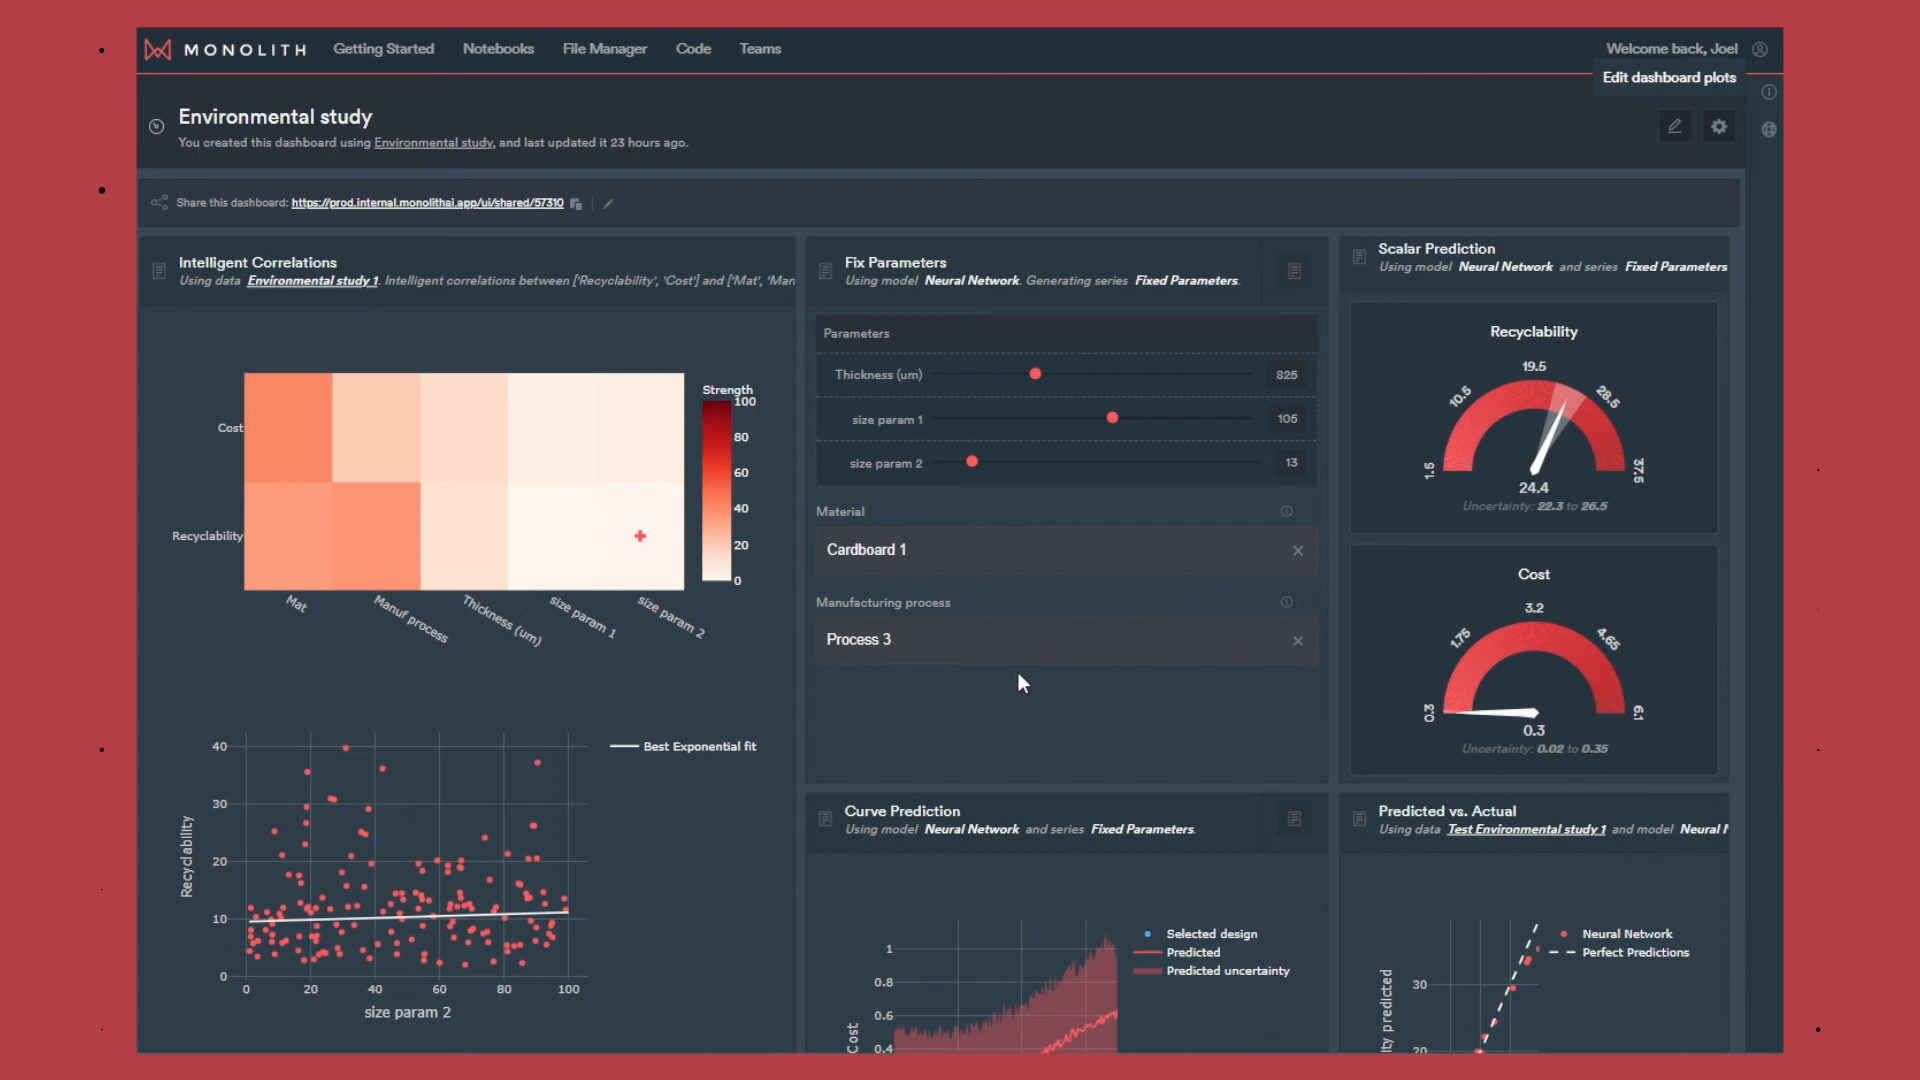 MONOLITH
Getting Started
Notebooks
File Manager
Code
Teams
Welcome back, Joel
Edit dashboard plots
Environmental study
You created this dashboard using Environmental study, and last updated it 23 hours ago.
Share this dashboard: https://prod.internal.monolithai.app/ui/shared/57310
Intelligent Correlations
Using data Environmental study 1. Intelligent correlations between ['Recyclability', 'Cost'] and ['Mat', 'Man
Cost
Recyclability
Mat
Manuf process
Thickness (um)
size param 1
size param 2
Strength
100
80
60
40
20
0
40
30
20
10
0
Recyclability
0
20
40
60
80
100
size param 2
Best Exponential fit
Fix Parameters
Using model Neural Network. Generating series Fixed Parameters.
Parameters
Thickness (um)
825
size param 1
105
size param 2
13
Material
Cardboard 1
Manufacturing process
Process 3
Scalar Prediction
Using model Neural Network and series Fixed Parameters
Recyclability
1.5
10.5
19.5
28.5
37.5
24.4
Uncertainty: 22.3 to 26.5
Cost
0.3
1.75
3.2
4.65
6.1
0.3
Uncertainty: 0.02 to 0.35
Curve Prediction
Using model Neural Network and series Fixed Parameters.
1
0.8
0.6
0.4
Cost
Selected design
Predicted
Predicted uncertainty
Predicted vs. Actual
Using data Test Environmental study 1 and model Neural
30
20
predicted
Neural Network
Perfect Predictions